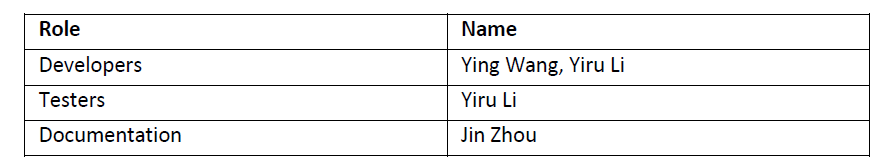 Role Name
Developers Ying Wang, Yiru Li
Testers Yiru Li
Documentation Jin Zhou